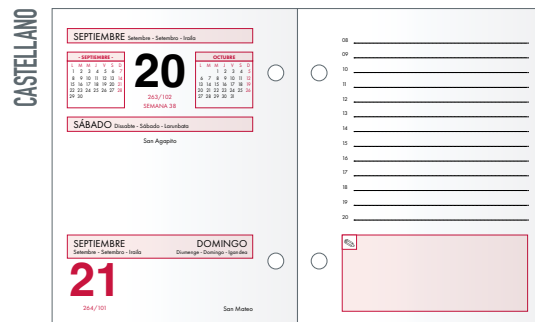 CASTELLANO
SEPTIEMBRE Setembre - Setembro - Iraila
- SEPTIEMBRE -
L M M J V S D
1 2 3 4 5 6 7
8 9 10 11 12 13 14
15 16 17 18 19 20 21
22 23 24 25 26 27 28
29 30
20
263/102
SEMANA 38
OCTUBRE
L M M J V S D
1 2 3 4 5
6 7 8 9 10 11 12
13 14 15 16 17 18 19
20 21 22 23 24 25 26
27 28 29 30 31
SÁBADO Dissabte - Sábado - Larunbata
San Agapito
SEPTIEMBRE
Setembre - Setembro - Iraila
DOMINGO
Diumenge - Domingo - Igandea
21
264/101
San Mateo
08
09
10
11
12
13
14
15
16
17
18
19
20